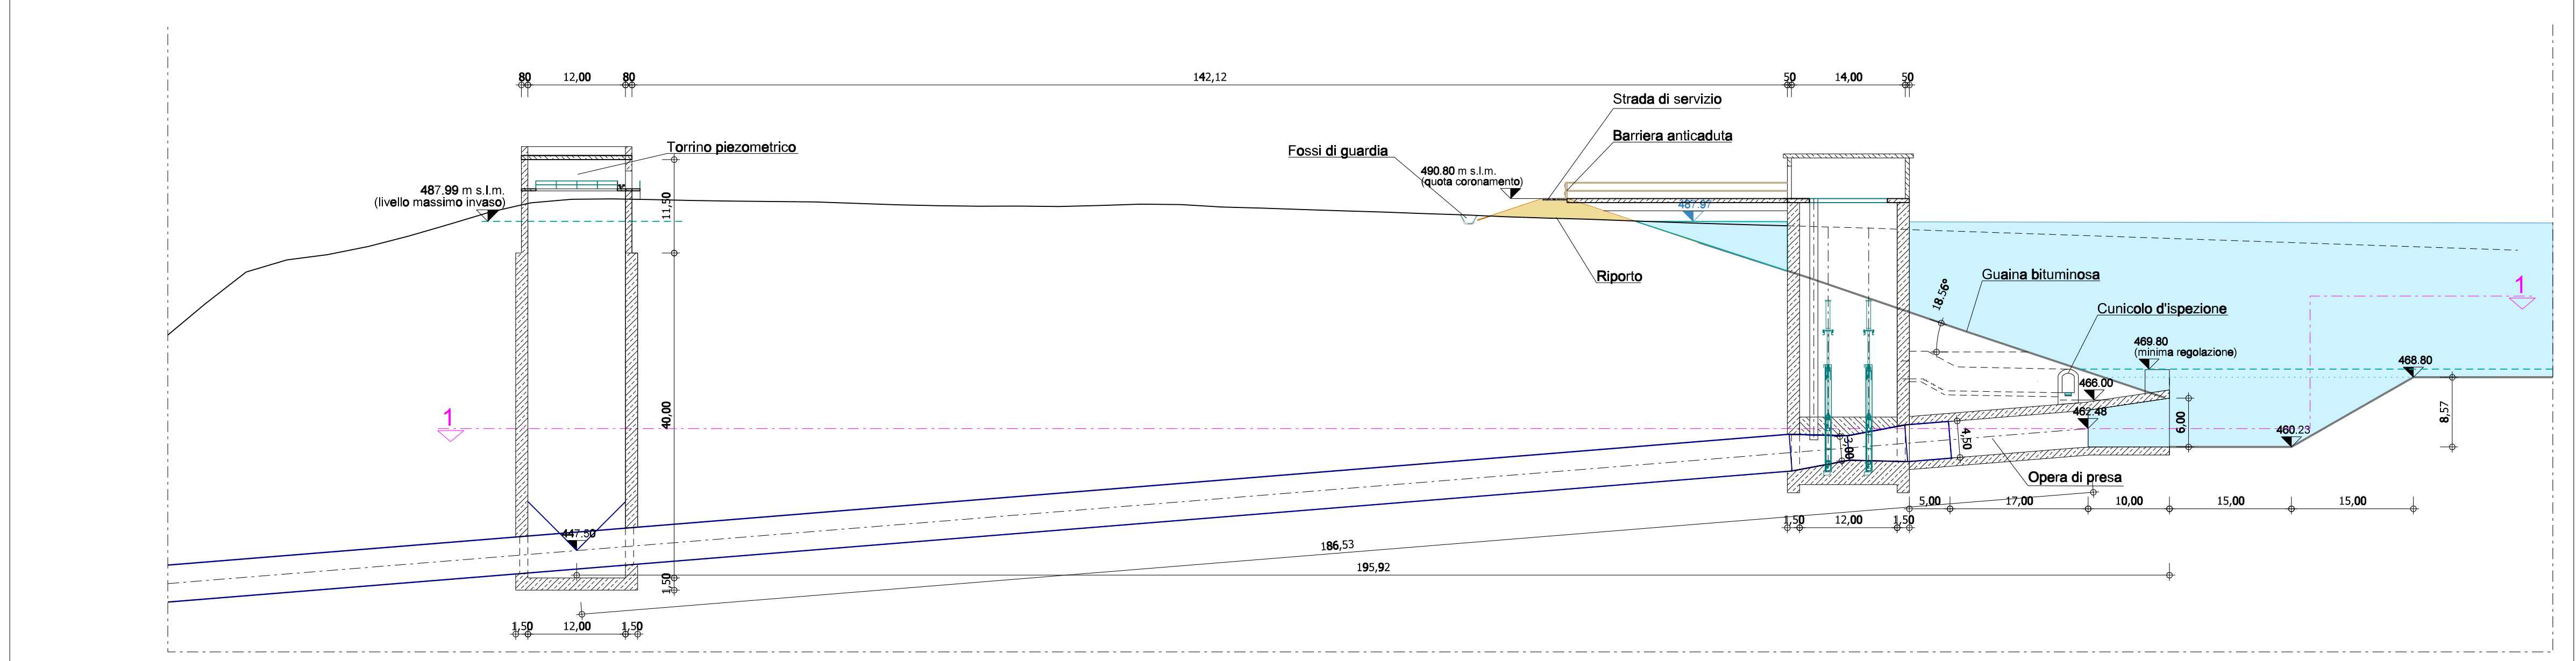 80 12,00 80 142,12 50 14,00 50
Strada di servizio
Barriera anticaduta
Torrino piezometrico
Fossi di guardia
490.80 m s.l.m.
(quota coronamento)
487.99 m s.l.m.
(livello massimo invaso)
11,50
487.97
Riporto
Guaina bituminosa
18.56°
1
Cunicolo d'ispezione
469.80
(minima regolazione)
468.80
466.00
462.48
460.23
8,57
6,00
40,00
1
3,00
4,50
Opera di presa
5,00 17,00 10,00 15,00 15,00
1,50 12,00 1,50
447.50
186,53
195,92
1,50
1,50 12,00 1,50